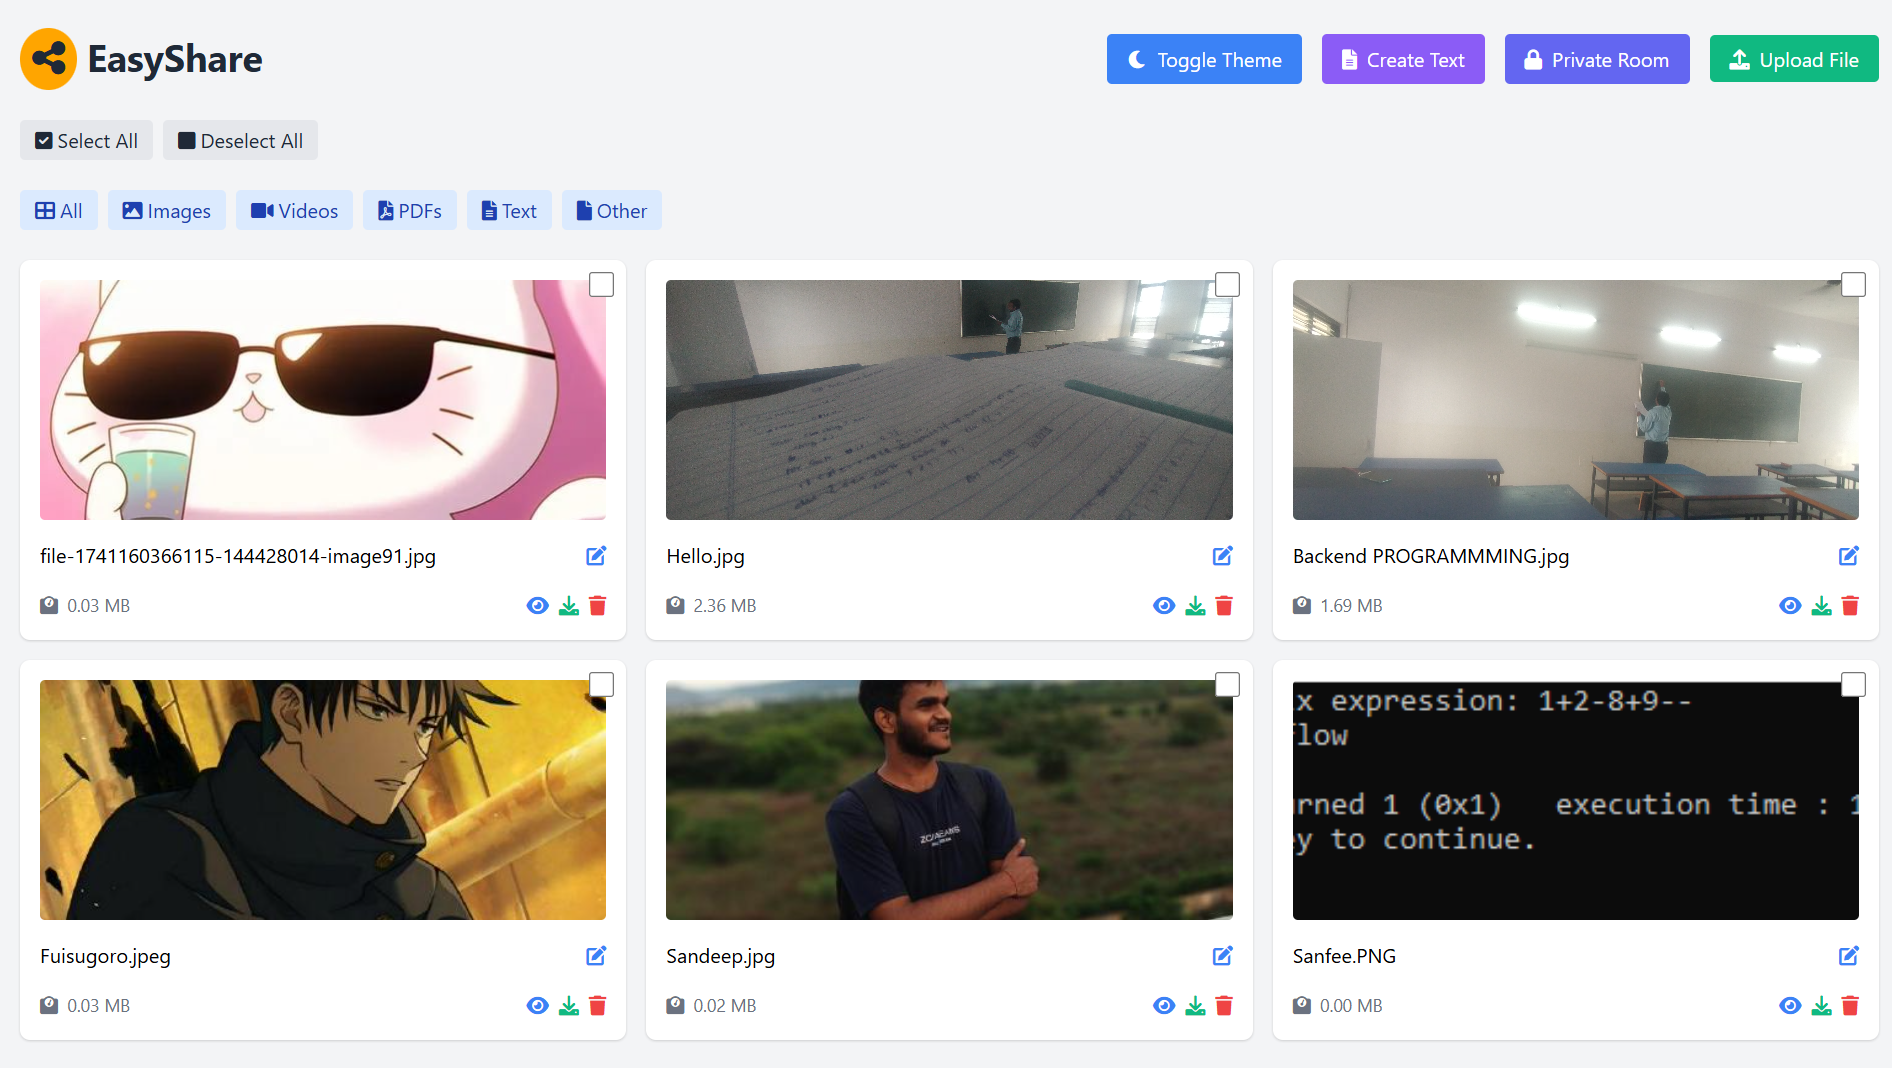 EasyShare
Toggle Theme
Create Text
Private Room
Upload File
Select All
Deselect All
All
Images
Videos
PDFs
Text
Other
file-1741160366115-144428014-image91.jpg
0.03 MB
Hello.jpg
2.36 MB
Backend PROGRAMMMING.jpg
1.69 MB
Fuisugoro.jpeg
0.03 MB
Sandeep.jpg
0.02 MB
x expression: 1+2-8+9--
flow
rned 1 (0x1) execution time : 1
ey to continue.
Sanfee.PNG
0.00 MB